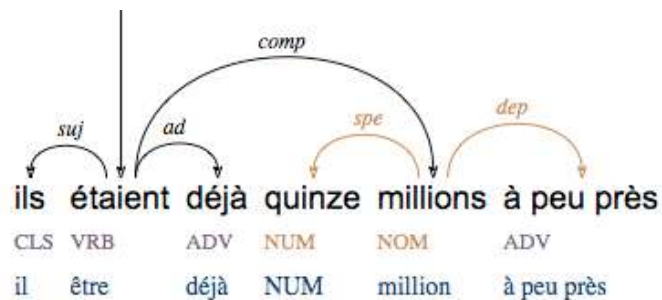 comp
suj ad spe dep
ils étaient déjà quinze millions à peu près
CLS VRB ADV NUM NOM ADV
il être déjà NUM million à peu près